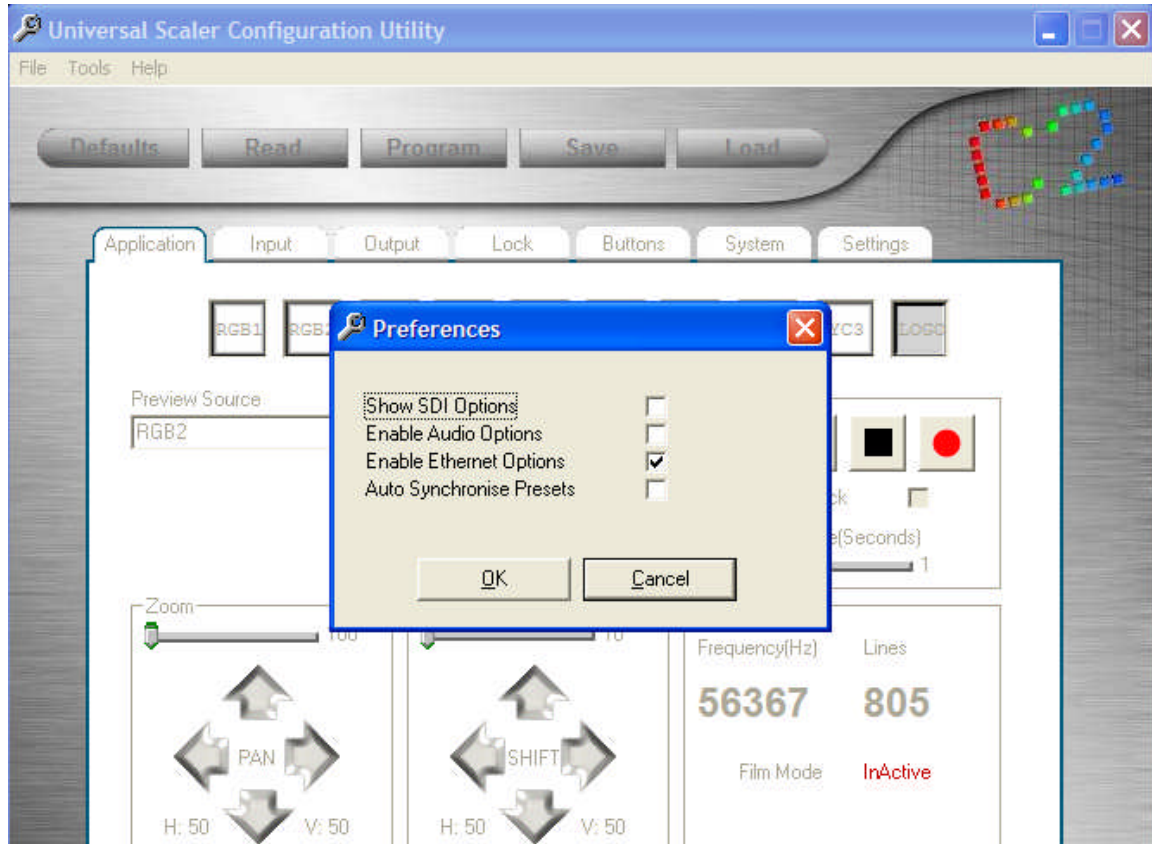 Universal Scaler Configuration Utility
File Tools Help
Defaults Read Program Save Load
C2
Application Input Output Lock Buttons System Settings
RGB1 YC3 LOGO
Preferences
Preview Source
RGB2
Show SDI Options
Enable Audio Options
Enable Ethernet Options
Auto Synchronise Presets
(Seconds)
1
OK Cancel
Zoom
100 10
Frequency(Hz) Lines
56367 805
PAN SHIFT
Film Mode InActive
H: 50 V: 50 H: 50 V: 50